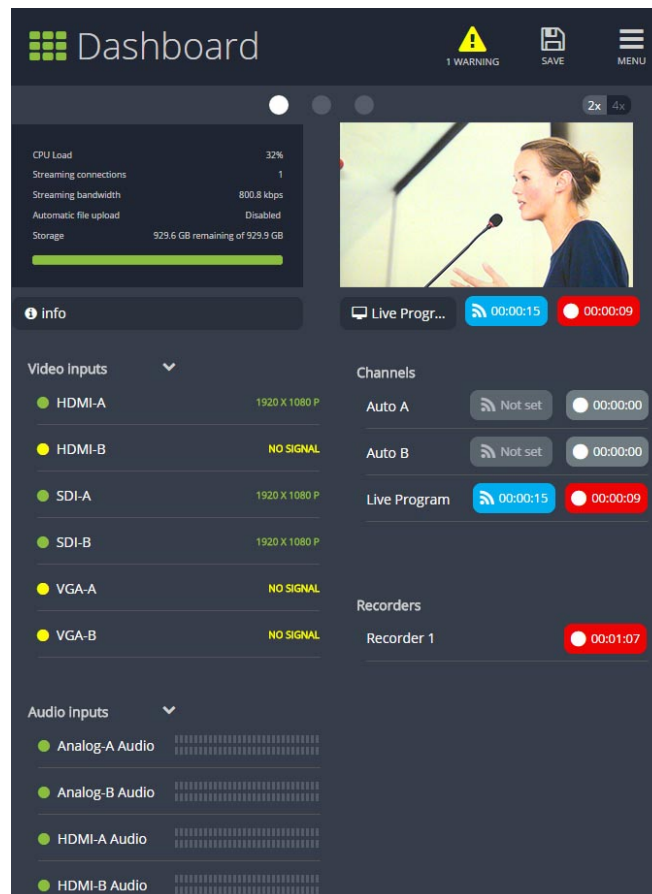 Dashboard
1 WARNING
SAVE
MENU
2x 4x
CPU Load 32%
Streaming connections 1
Streaming bandwidth 800.8 kbps
Automatic file upload Disabled
Storage 929.6 GB remaining of 929.9 GB
info
Live Progr... 00:00:15 00:00:09
Video inputs
HDMI-A 1920 X 1080 P
HDMI-B NO SIGNAL
SDI-A 1920 X 1080 P
SDI-B 1920 X 1080 P
VGA-A NO SIGNAL
VGA-B NO SIGNAL
Audio inputs
Analog-A Audio
Analog-B Audio
HDMI-A Audio
HDMI-B Audio
Channels
Auto A Not set 00:00:00
Auto B Not set 00:00:00
Live Program 00:00:15 00:00:09
Recorders
Recorder 1 00:01:07